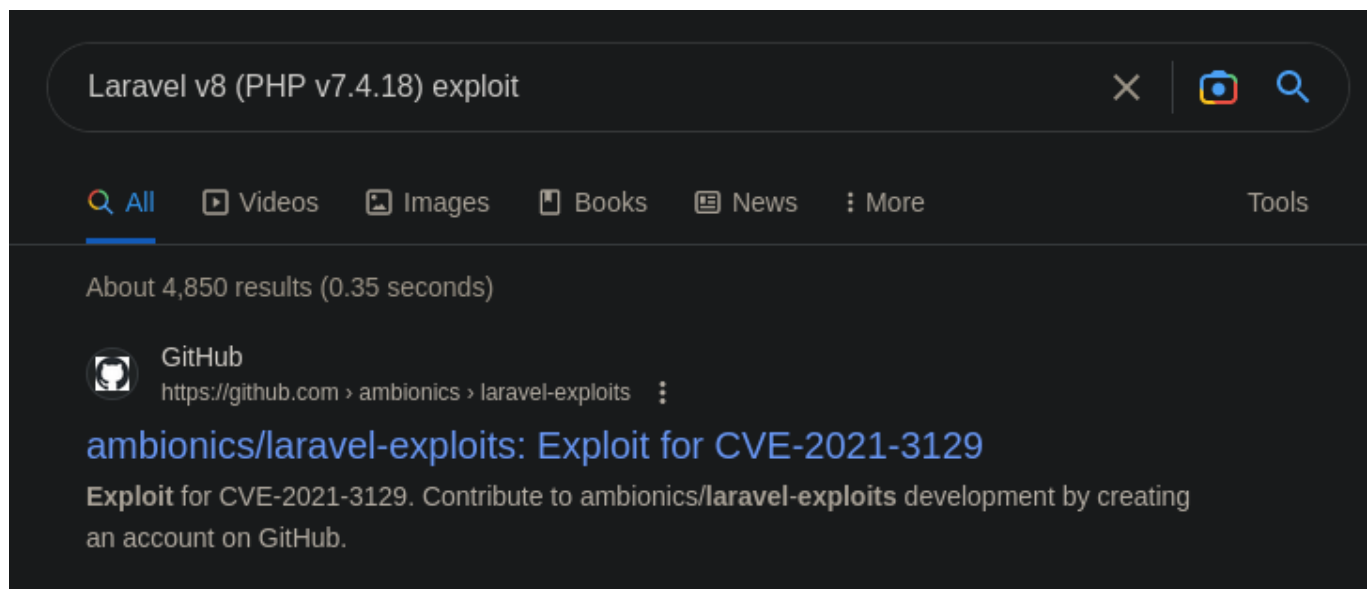 Laravel v8 (PHP v7.4.18) exploit
All Videos Images Books News More Tools
About 4,850 results (0.35 seconds)
GitHub
https://github.com › ambionics › laravel-exploits
ambionics/laravel-exploits: Exploit for CVE-2021-3129
Exploit for CVE-2021-3129. Contribute to ambionics/laravel-exploits development by creating
an account on GitHub.